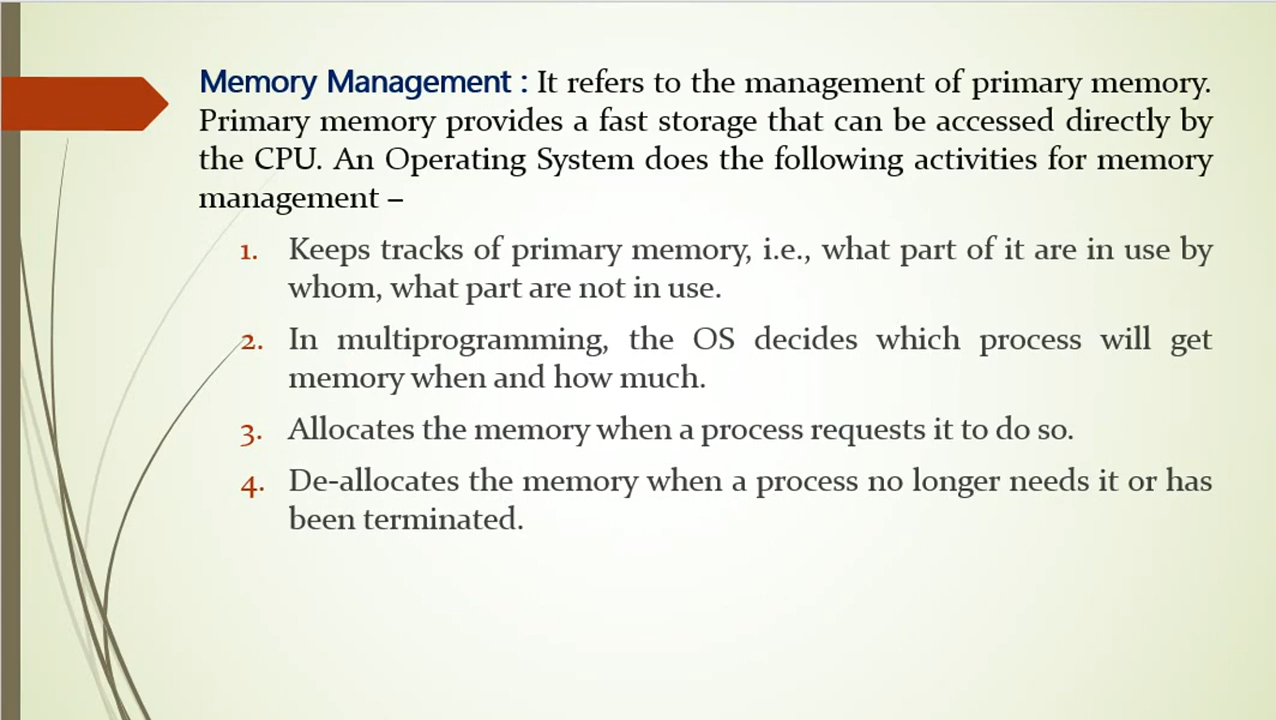 Memory Management : It refers to the management of primary memory.
Primary memory provides a fast storage that can be accessed directly by
the CPU. An Operating System does the following activities for memory
management –
1. Keeps tracks of primary memory, i.e., what part of it are in use by
whom, what part are not in use.
2. In multiprogramming, the OS decides which process will get
memory when and how much.
3. Allocates the memory when a process requests it to do so.
4. De-allocates the memory when a process no longer needs it or has
been terminated.